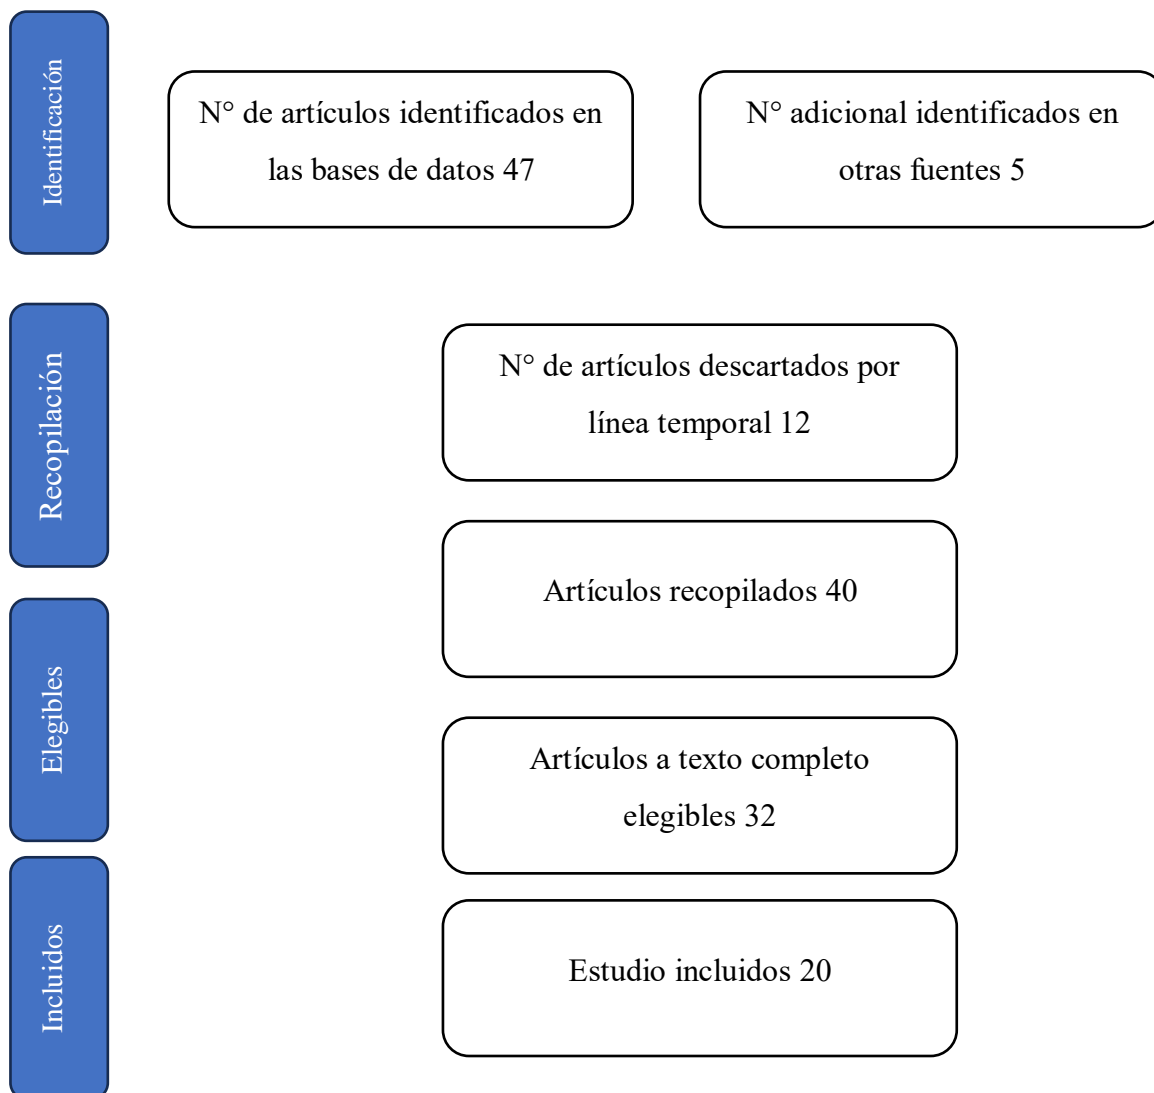 Identificación
N° de artículos identificados en
las bases de datos 47
N° adicional identificados en
otras fuentes 5
Recopilación
N° de artículos descartados por
línea temporal 12
Artículos recopilados 40
Elegibles
Artículos a texto completo
elegibles 32
Incluidos
Estudio incluidos 20